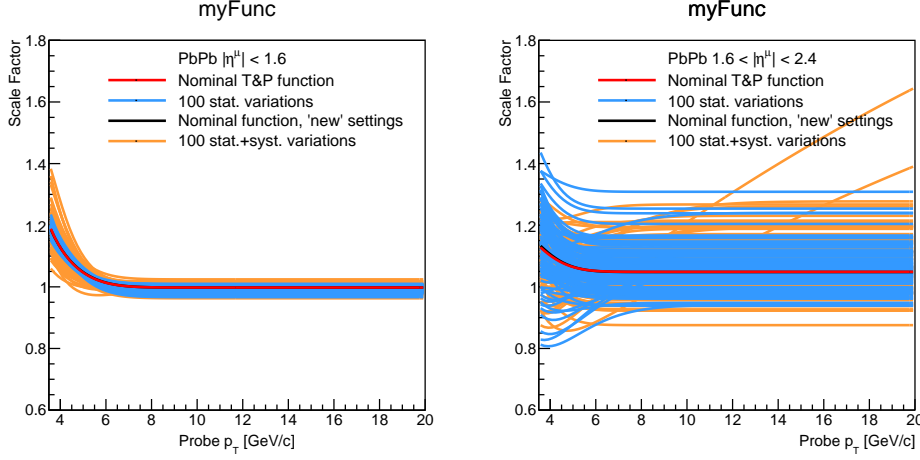 myFunc
Scale Factor
1.8
1.6
1.4
1.2
1
0.8
0.6
PbPb |η^μ| < 1.6
Nominal T&P function
100 stat. variations
Nominal function, 'new' settings
100 stat.+syst. variations
4 6 8 10 12 14 16 18 20
Probe p_T [GeV/c]
myFunc
Scale Factor
1.8
1.6
1.4
1.2
1
0.8
0.6
PbPb 1.6 < |η^μ| < 2.4
Nominal T&P function
100 stat. variations
Nominal function, 'new' settings
100 stat.+syst. variations
4 6 8 10 12 14 16 18 20
Probe p_T [GeV/c]